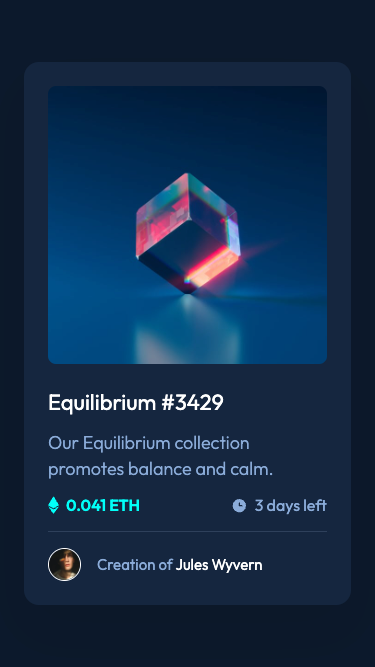 Equilibrium #3429
Our Equilibrium collection
promotes balance and calm.
0.041 ETH 3 days left
Creation of Jules Wyvern